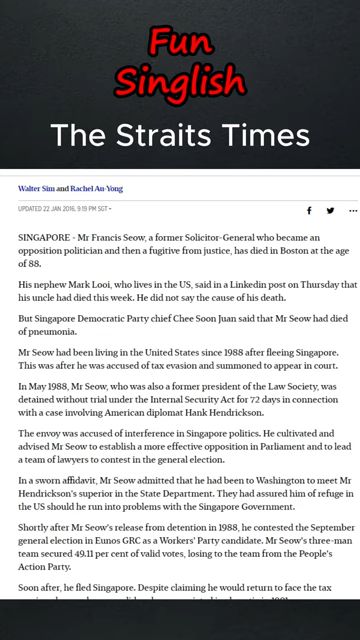 Fun
Singlish
The Straits Times
Walter Sim and Rachel Au-Yong
UPDATED 22 JAN 2016, 9:19 PM SGT
SINGAPORE - Mr Francis Seow, a former Solicitor-General who became an
opposition politician and then a fugitive from justice, has died in Boston at the age
of 88.
His nephew Mark Looi, who lives in the US, said in a Linkedin post on Thursday that
his uncle had died this week. He did not say the cause of his death.
But Singapore Democratic Party chief Chee Soon Juan said that Mr Seow had died
of pneumonia.
Mr Seow had been living in the United States since 1988 after fleeing Singapore.
This was after he was accused of tax evasion and summoned to appear in court.
In May 1988, Mr Seow, who was also a former president of the Law Society, was
detained without trial under the Internal Security Act for 72 days in connection
with a case involving American diplomat Hank Hendrickson.
The envoy was accused of interference in Singapore politics. He cultivated and
advised Mr Seow to establish a more effective opposition in Parliament and to lead
a team of lawyers to contest in the general election.
In a sworn affidavit, Mr Seow admitted that he had been to Washington to meet Mr
Hendrickson's superior in the State Department. They had assured him of refuge in
the US should he run into problems with the Singapore Government.
Shortly after Mr Seow's release from detention in 1988, he contested the September
general election in Eunos GRC as a Workers' Party candidate. Mr Seow's three-man
team secured 49.11 per cent of valid votes, losing to the team from the People's
Action Party.
Soon after, he fled Singapore. Despite claiming he would return to face the tax